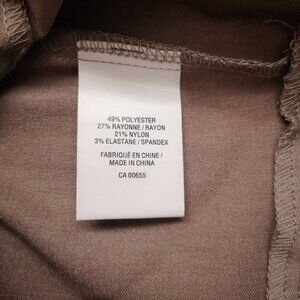 49% POLYESTER
27% RAYONNE / RAYON
21% NYLON
3% ELASTANE / SPANDEX
FABRIQUÉ EN CHINE /
MADE IN CHINA
CA 00655